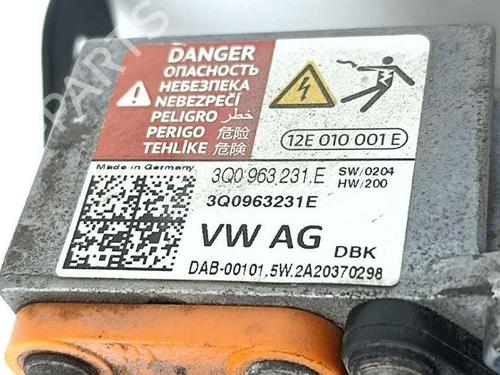 DANGER
ОПАСНОСТЬ
НЕБЕЗПЕКА
NEBEZPEČÍ
PELIGRO خطر
PERIGO 危险
TEHLİKE 危険
12E 010 001 E
Made in Germany
3Q0 963 231.E SW/0204
HW/200
3Q0963231E
VW AG DBK
DAB-00101.5W.2A20370298
PARTS